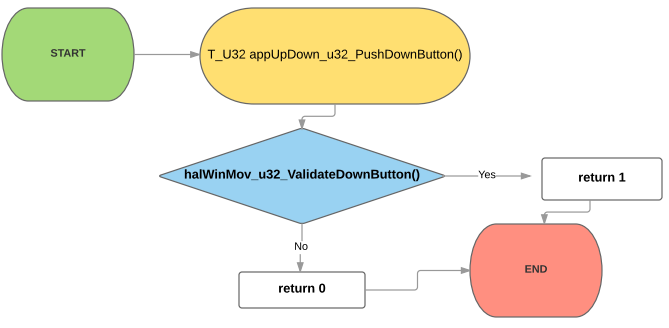 START
T_U32 appUpDown_u32_PushDownButton()
halWinMov_u32_ValidateDownButton()
Yes
return 1
No
END
return 0